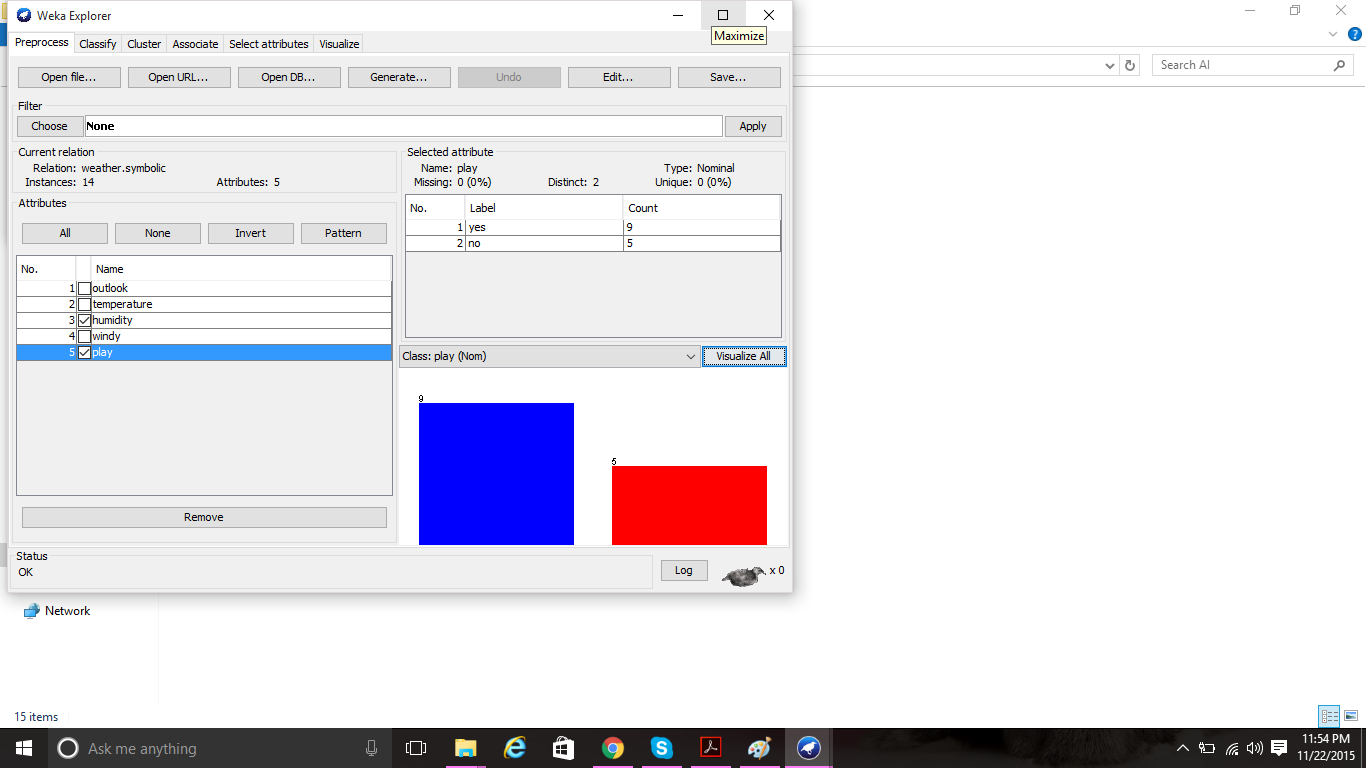 Weka Explorer
Maximize
Preprocess Classify Cluster Associate Select attributes Visualize
Open file... Open URL... Open DB... Generate... Undo Edit... Save...
Search AI
Filter
Choose None Apply
Current relation
Relation: weather.symbolic
Instances: 14 Attributes: 5
Selected attribute
Name: play Type: Nominal
Missing: 0 (0%) Distinct: 2 Unique: 0 (0%)
No. Label Count
1 yes 9
2 no 5
Attributes
All None Invert Pattern
No. Name
1 outlook
2 temperature
3 humidity
4 windy
5 play
Remove
Class: play (Nom) Visualize All
9
5
Status
OK
Log x 0
Network
15 items
Ask me anything
11:54 PM
11/22/2015